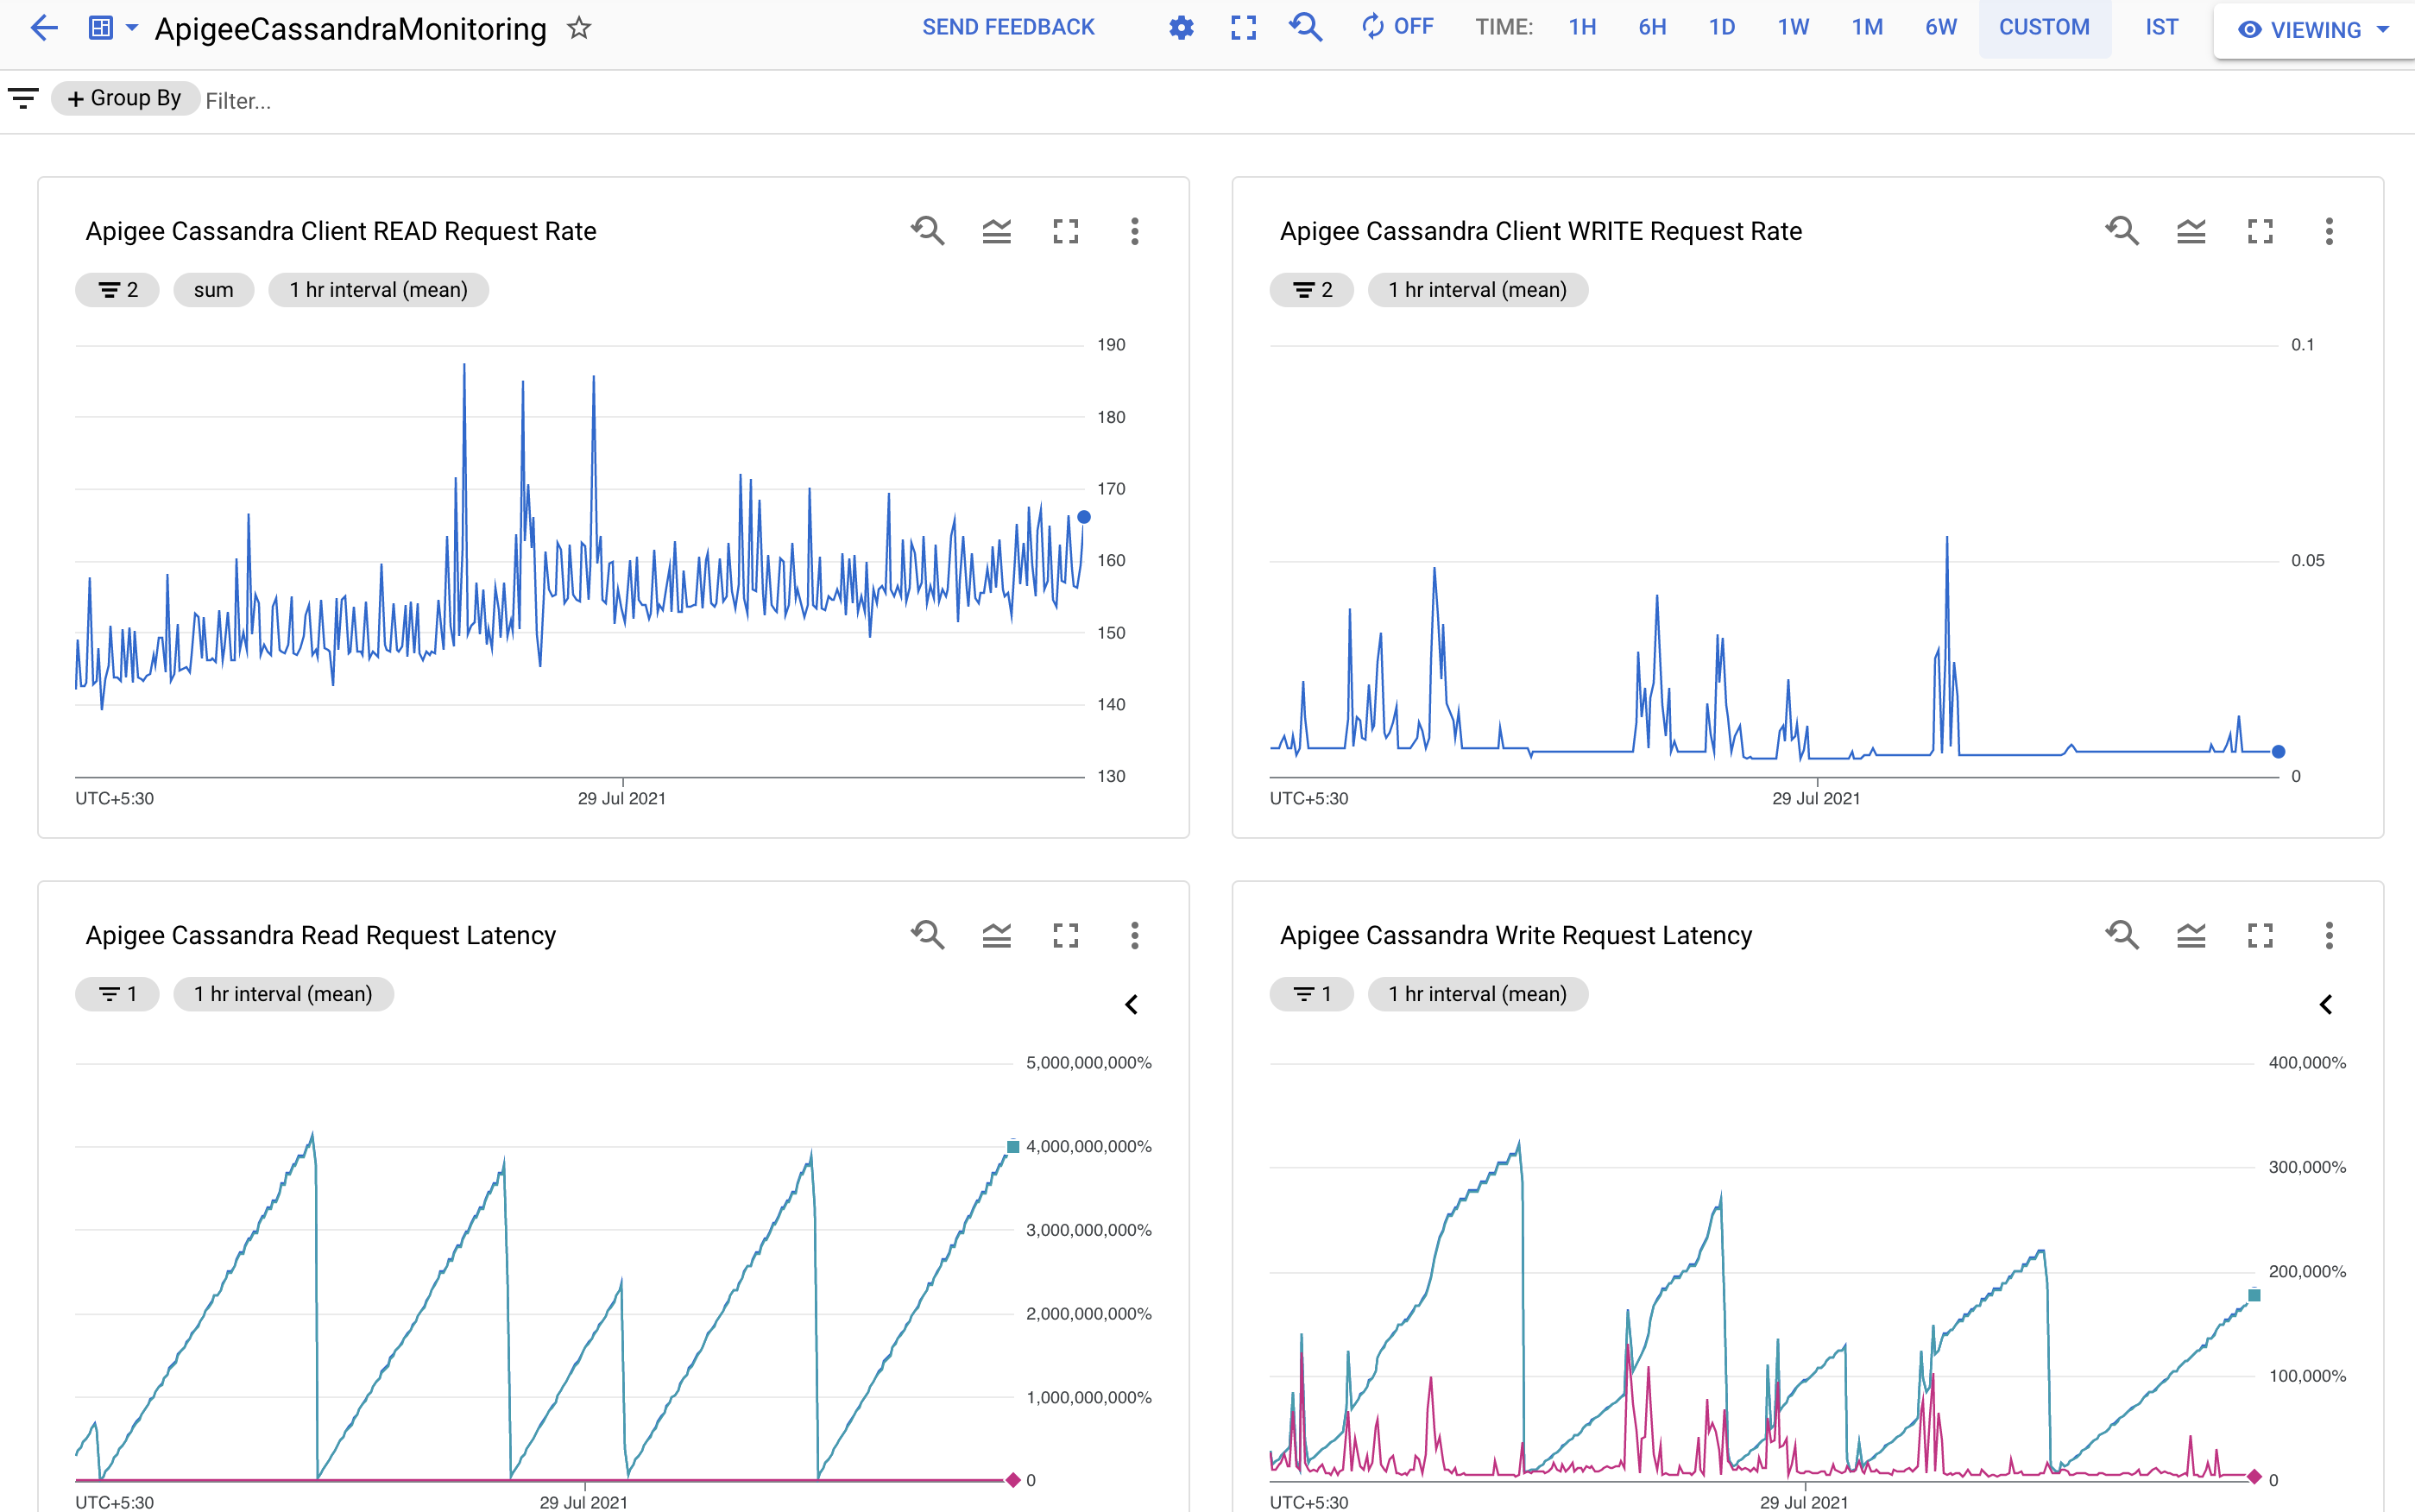 ApigeeCassandraMonitoring SEND FEEDBACK OFF TIME: 1H 6H 1D 1W 1M 6W CUSTOM IST VIEWING
+ Group By Filter...
Apigee Cassandra Client READ Request Rate
2 sum 1 hr interval (mean)
190
180
170
160
150
140
130
UTC+5:30 29 Jul 2021
Apigee Cassandra Client WRITE Request Rate
2 1 hr interval (mean)
0.1
0.05
0
UTC+5:30 29 Jul 2021
Apigee Cassandra Read Request Latency
1 1 hr interval (mean)
5,000,000,000%
4,000,000,000%
3,000,000,000%
2,000,000,000%
1,000,000,000%
0
UTC+5:30 29 Jul 2021
Apigee Cassandra Write Request Latency
1 1 hr interval (mean)
400,000%
300,000%
200,000%
100,000%
0
UTC+5:30 29 Jul 2021